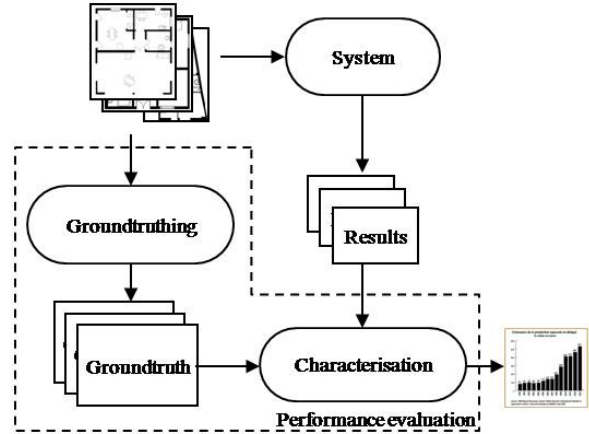 System
Groundtruthing
Results
Groundtruth
Characterisation
Performance evaluation